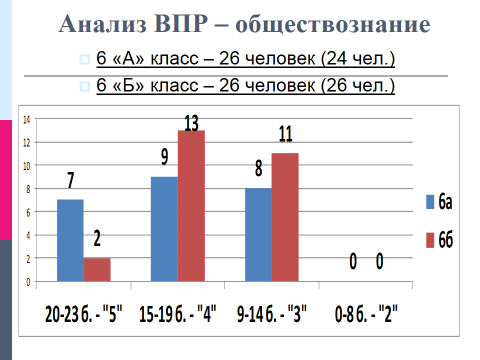 Анализ ВПР – обществознание
6 «А» класс – 26 человек (24 чел.)
6 «Б» класс – 26 человек (26 чел.)
14
12
10
8
6
4
2
0
7
2
9
13
8
11
0
0
20-23 б. - "5"
15-19 б. - "4"
9-14 б. - "3"
0-8 б. - "2"
6а
6б